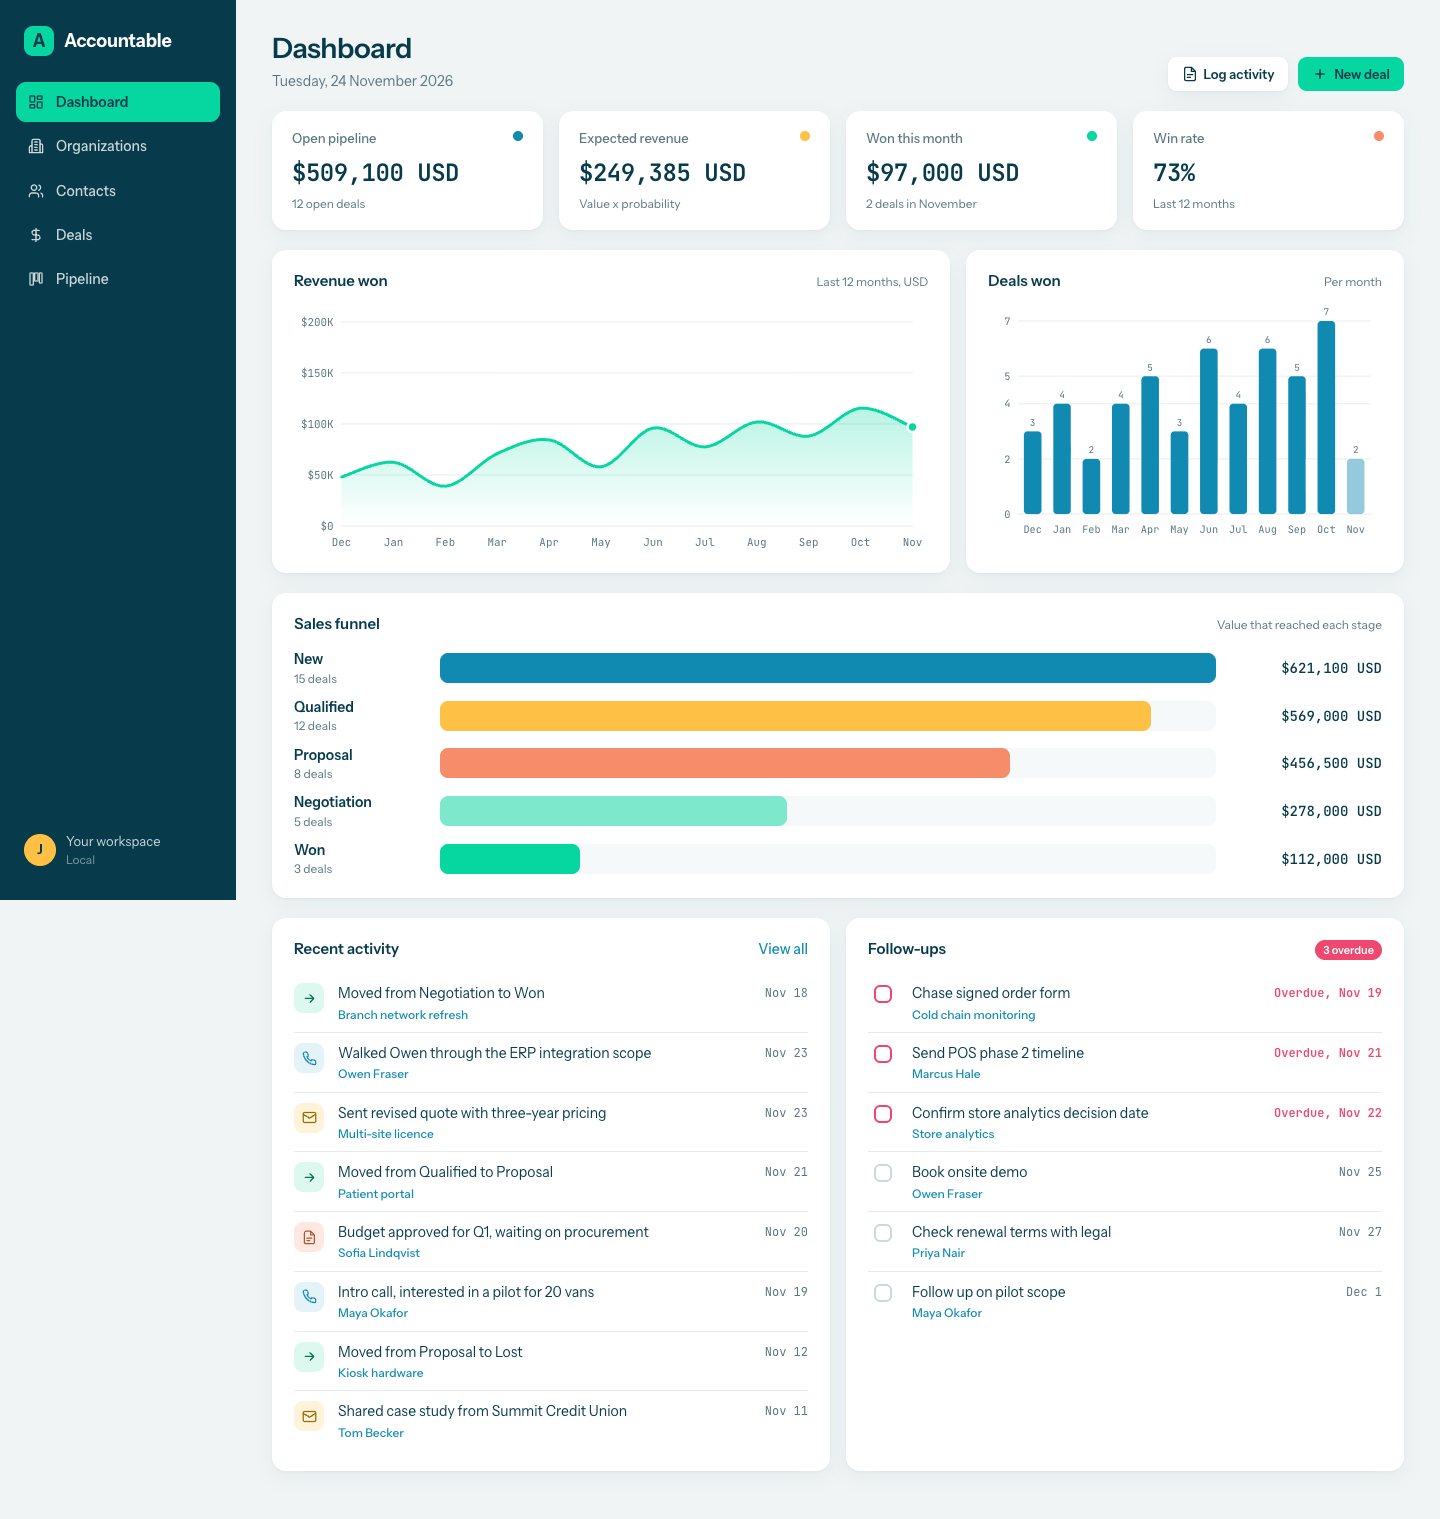 A Accountable
Dashboard
Organizations
Contacts
Deals
Pipeline
J
Your workspace
Local
Dashboard
Tuesday, 24 November 2026
Log activity
New deal
Open pipeline
$509,100 USD
12 open deals
Expected revenue
$249,385 USD
Value x probability
Won this month
$97,000 USD
2 deals in November
Win rate
73%
Last 12 months
Revenue won
Last 12 months, USD
$200K
$150K
$100K
$50K
$0
Dec Jan Feb Mar Apr May Jun Jul Aug Sep Oct Nov
Deals won
Per month
7
5
4
2
0
3 4 2 4 5 3 6 4 6 5 7 2
Dec Jan Feb Mar Apr May Jun Jul Aug Sep Oct Nov
Sales funnel
Value that reached each stage
New
15 deals
$621,100 USD
Qualified
12 deals
$569,000 USD
Proposal
8 deals
$456,500 USD
Negotiation
5 deals
$278,000 USD
Won
3 deals
$112,000 USD
Recent activity
View all
Moved from Negotiation to Won
Nov 18
Branch network refresh
Walked Owen through the ERP integration scope
Nov 23
Owen Fraser
Sent revised quote with three-year pricing
Nov 23
Multi-site licence
Moved from Qualified to Proposal
Nov 21
Patient portal
Budget approved for Q1, waiting on procurement
Nov 20
Sofia Lindqvist
Intro call, interested in a pilot for 20 vans
Nov 19
Maya Okafor
Moved from Proposal to Lost
Nov 12
Kiosk hardware
Shared case study from Summit Credit Union
Nov 11
Tom Becker
Follow-ups
3 overdue
Chase signed order form
Overdue, Nov 19
Cold chain monitoring
Send POS phase 2 timeline
Overdue, Nov 21
Marcus Hale
Confirm store analytics decision date
Overdue, Nov 22
Store analytics
Book onsite demo
Nov 25
Owen Fraser
Check renewal terms with legal
Nov 27
Priya Nair
Follow up on pilot scope
Dec 1
Maya Okafor